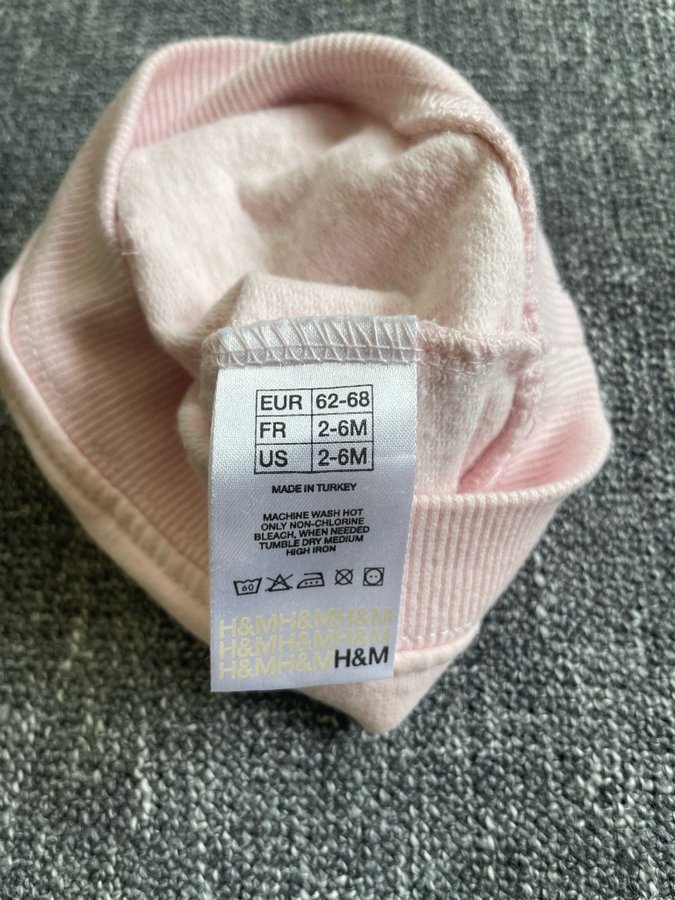 EUR 62-68
FR 2-6M
US 2-6M
MADE IN TURKEY
MACHINE WASH HOT
ONLY NON-CHLORINE
BLEACH, WHEN NEEDED
TUMBLE DRY MEDIUM
HIGH IRON
60
H&MH&MH&M
H&MH&MH&M
H&MH&MH&M